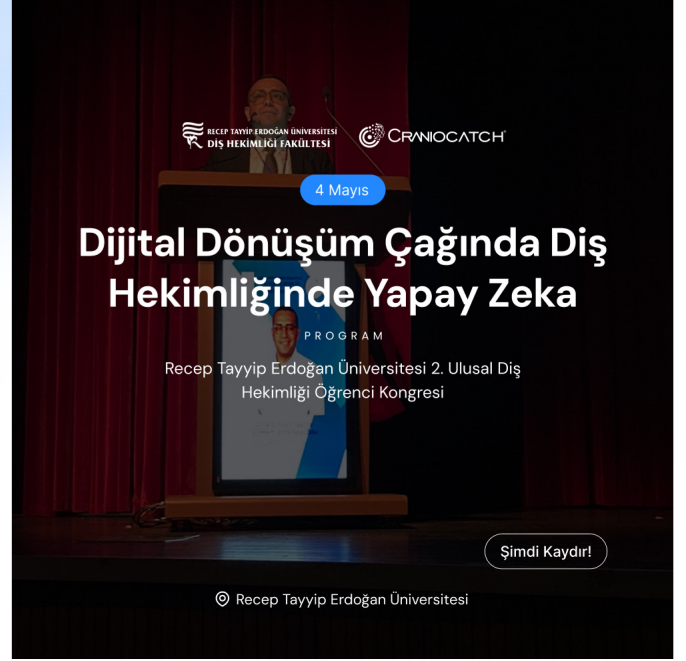 RECEP TAYYİP ERDOĞAN ÜNİVERSİTESİ
DİŞ HEKİMLİĞİ FAKÜLTESİ
CRANIOCATCH
4 Mayıs
Dijital Dönüşüm Çağında Diş
Hekimliğinde Yapay Zeka
PROGRAM
Recep Tayyip Erdoğan Üniversitesi 2. Ulusal Diş
Hekimliği Öğrenci Kongresi
Şimdi Kaydır!
Recep Tayyip Erdoğan Üniversitesi